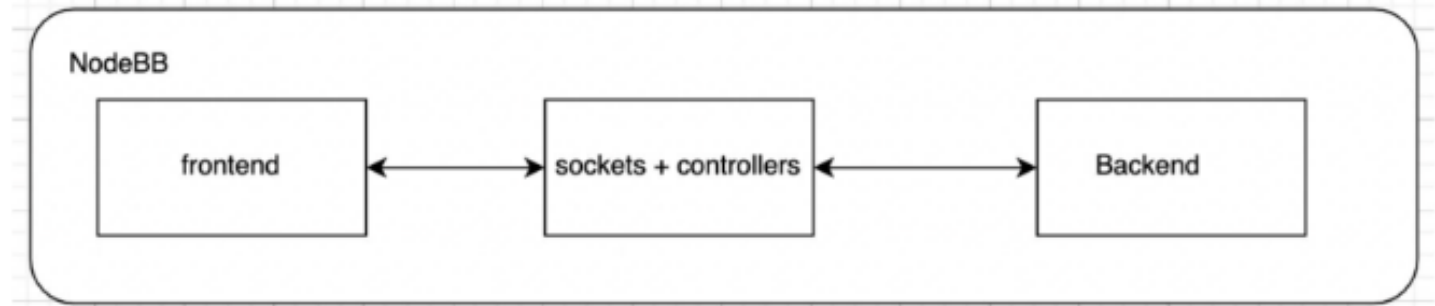 NodeBB
frontend
sockets + controllers
Backend